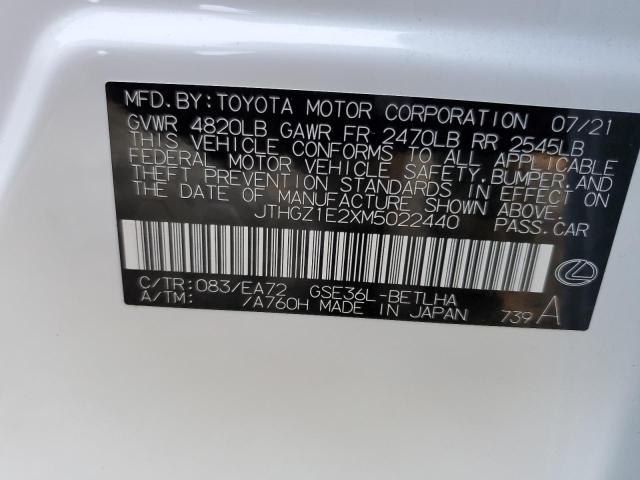 MFD.BY: TOYOTA MOTOR CORPORATION 07/21
GVWR 4820LB GAWR FR 2470LB RR 2545LB
THIS VEHICLE CONFORMS TO ALL APPLICABLE
FEDERAL MOTOR VEHICLE SAFETY,BUMPER,AND
THEFT PREVENTION STANDARDS IN EFFECT ON
THE DATE OF MANUFACTURE SHOWN ABOVE.
JTHGZ1E2XM5022440 PASS.CAR
C/TR: 083/EA72 GSE36L-BETLHA
A/TM: /A760H MADE IN JAPAN 739 A